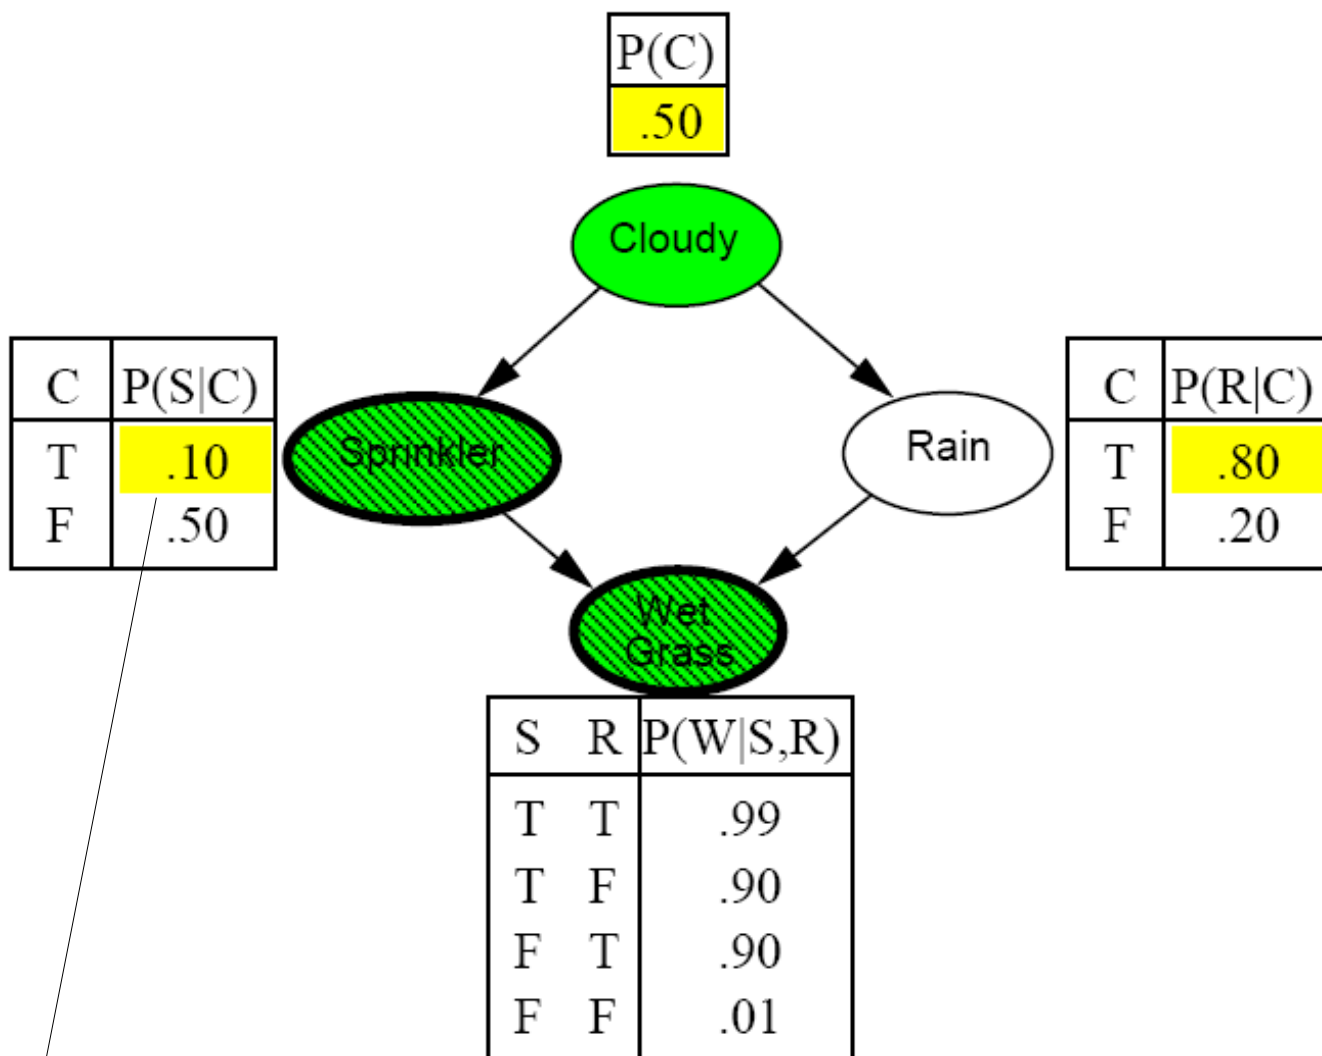 P(C)
.50
Cloudy
C P(S|C)
T .10
F .50
Sprinkler
Rain
C P(R|C)
T .80
F .20
Wet
Grass
S R P(W|S,R)
T T .99
T F .90
F T .90
F F .01